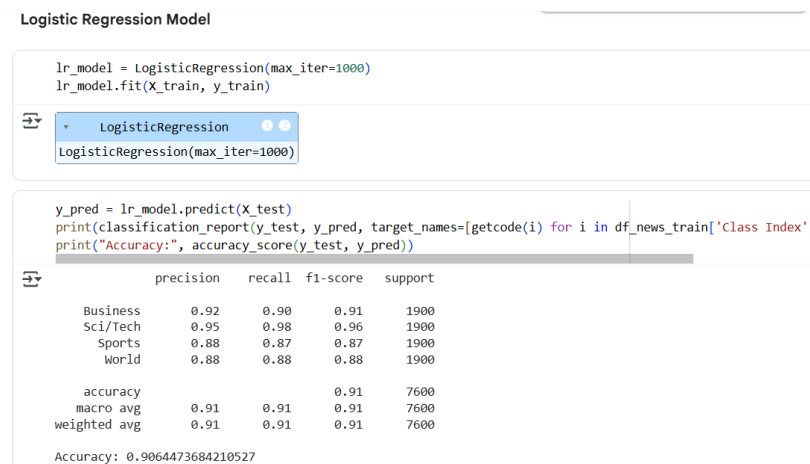 Logistic Regression Model
lr_model = LogisticRegression(max_iter=1000)
lr_model.fit(X_train, y_train)
LogisticRegression
LogisticRegression(max_iter=1000)
y_pred = lr_model.predict(X_test)
print(classification_report(y_test, y_pred, target_names=[getcode(i) for i in df_news_train['Class Index'
print("Accuracy:", accuracy_score(y_test, y_pred))
precision recall f1-score support
Business 0.92 0.90 0.91 1900
Sci/Tech 0.95 0.98 0.96 1900
Sports 0.88 0.87 0.87 1900
World 0.88 0.88 0.88 1900
accuracy 0.91 7600
macro avg 0.91 0.91 0.91 7600
weighted avg 0.91 0.91 0.91 7600
Accuracy: 0.9064473684210527